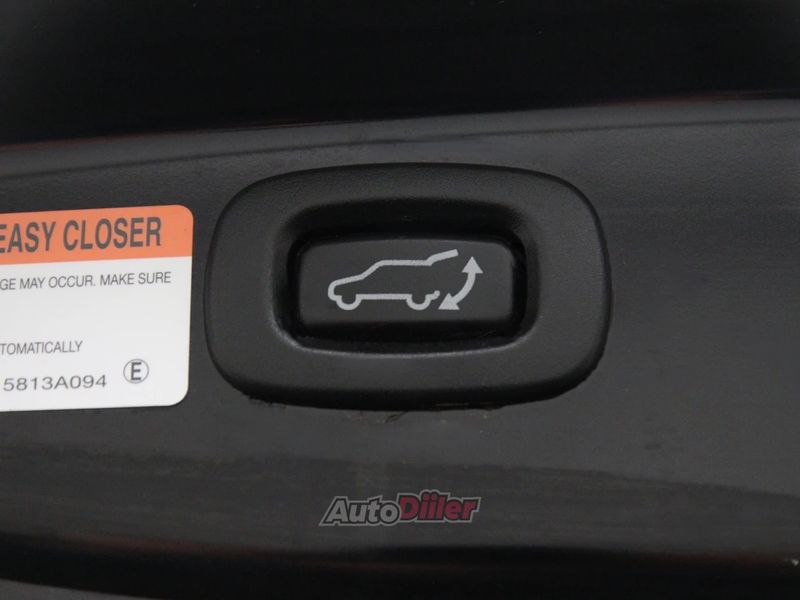 EASY CLOSER
GE MAY OCCUR. MAKE SURE
TOMATICALLY
5813A094 Ⓔ
AutoDiiler